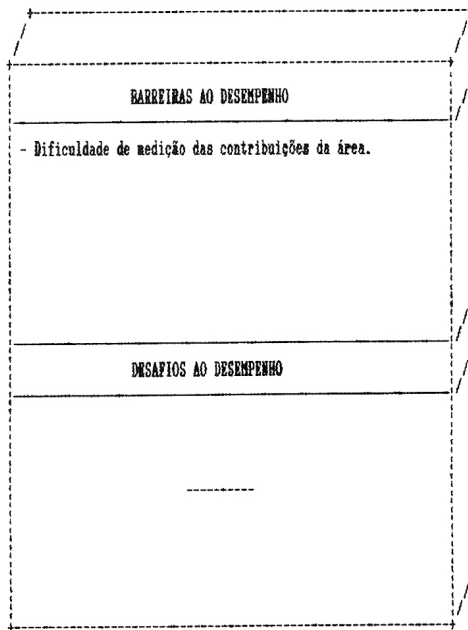 BARREIRAS AO DESEMPENHO
- Dificuldade de medição das contribuições da área.
DESAFIOS AO DESEMPENHO
----------